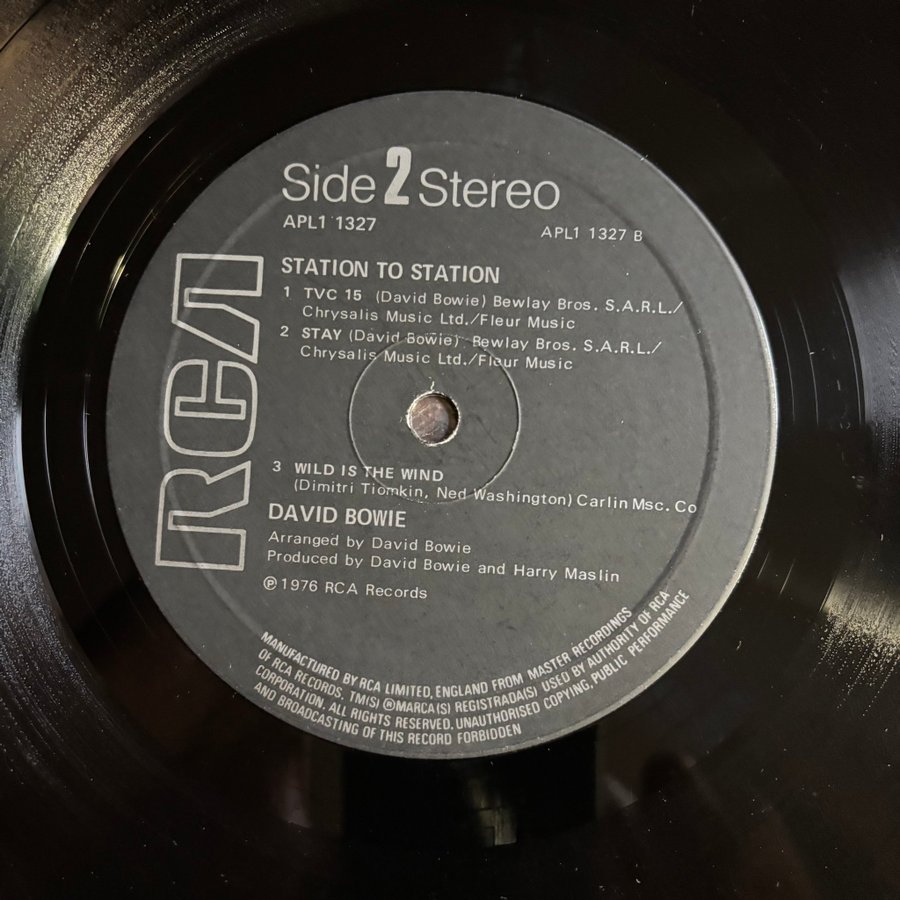 Side 2 Stereo
APL1 1327
APL1 1327 B
RCA
STATION TO STATION
1 TVC 15 (David Bowie) Bewlay Bros. S.A.R.L./
Chrysalis Music Ltd./Fleur Music
2 STAY (David Bowie) Bewlay Bros. S.A.R.L./
Chrysalis Music Ltd./Fleur Music
3 WILD IS THE WIND
(Dimitri Tiomkin, Ned Washington) Carlin Msc. Co
DAVID BOWIE
Arranged by David Bowie
Produced by David Bowie and Harry Maslin
℗ 1976 RCA Records
MANUFACTURED BY RCA LIMITED, ENGLAND FROM MASTER RECORDINGS
OF RCA RECORDS. TM(S) ®MARCA(S) REGISTRADA(S) USED BY AUTHORITY OF RCA
CORPORATION. ALL RIGHTS RESERVED. UNAUTHORISED COPYING, PUBLIC PERFORMANCE
AND BROADCASTING OF THIS RECORD FORBIDDEN